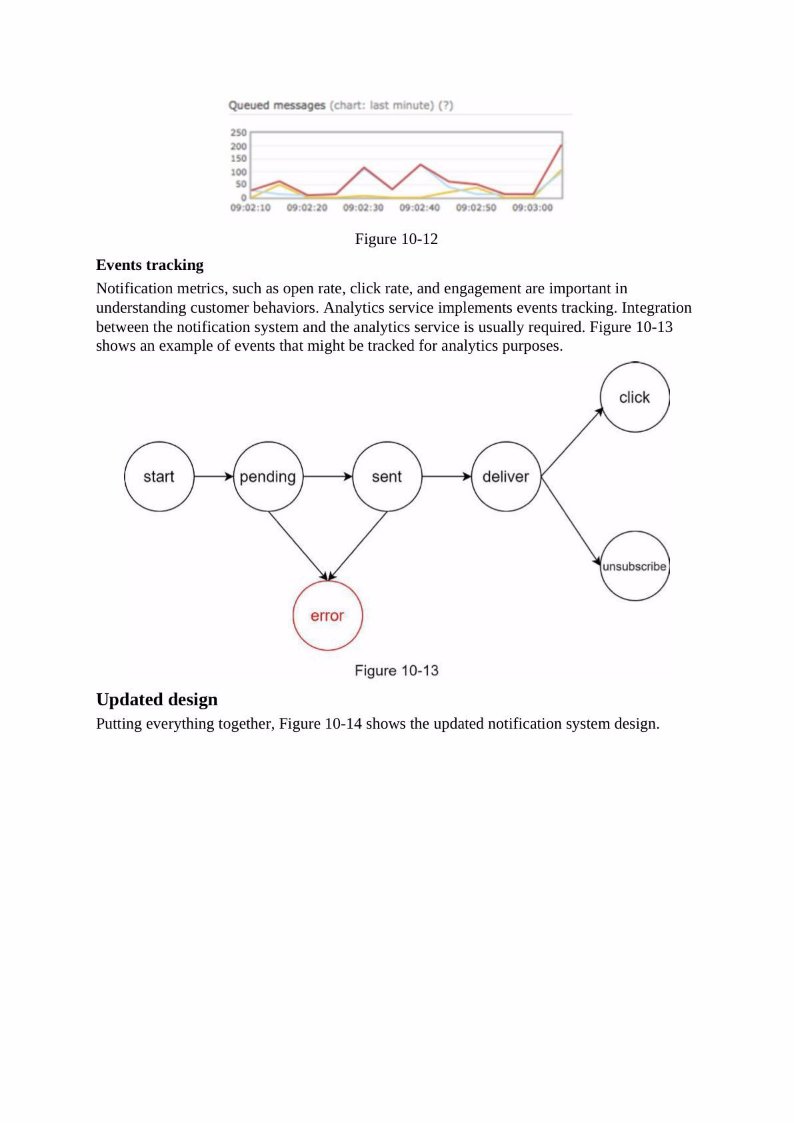 Queued messages (chart: last minute) (?)
250
200
150
100
50
0
09:02:10 09:02:20 09:02:30 09:02:40 09:02:50 09:03:00
Figure 10-12
Events tracking
Notification metrics, such as open rate, click rate, and engagement are important in
understanding customer behaviors. Analytics service implements events tracking. Integration
between the notification system and the analytics service is usually required. Figure 10-13
shows an example of events that might be tracked for analytics purposes.
click
start pending sent deliver
unsubscribe
error
Figure 10-13
Updated design
Putting everything together, Figure 10-14 shows the updated notification system design.